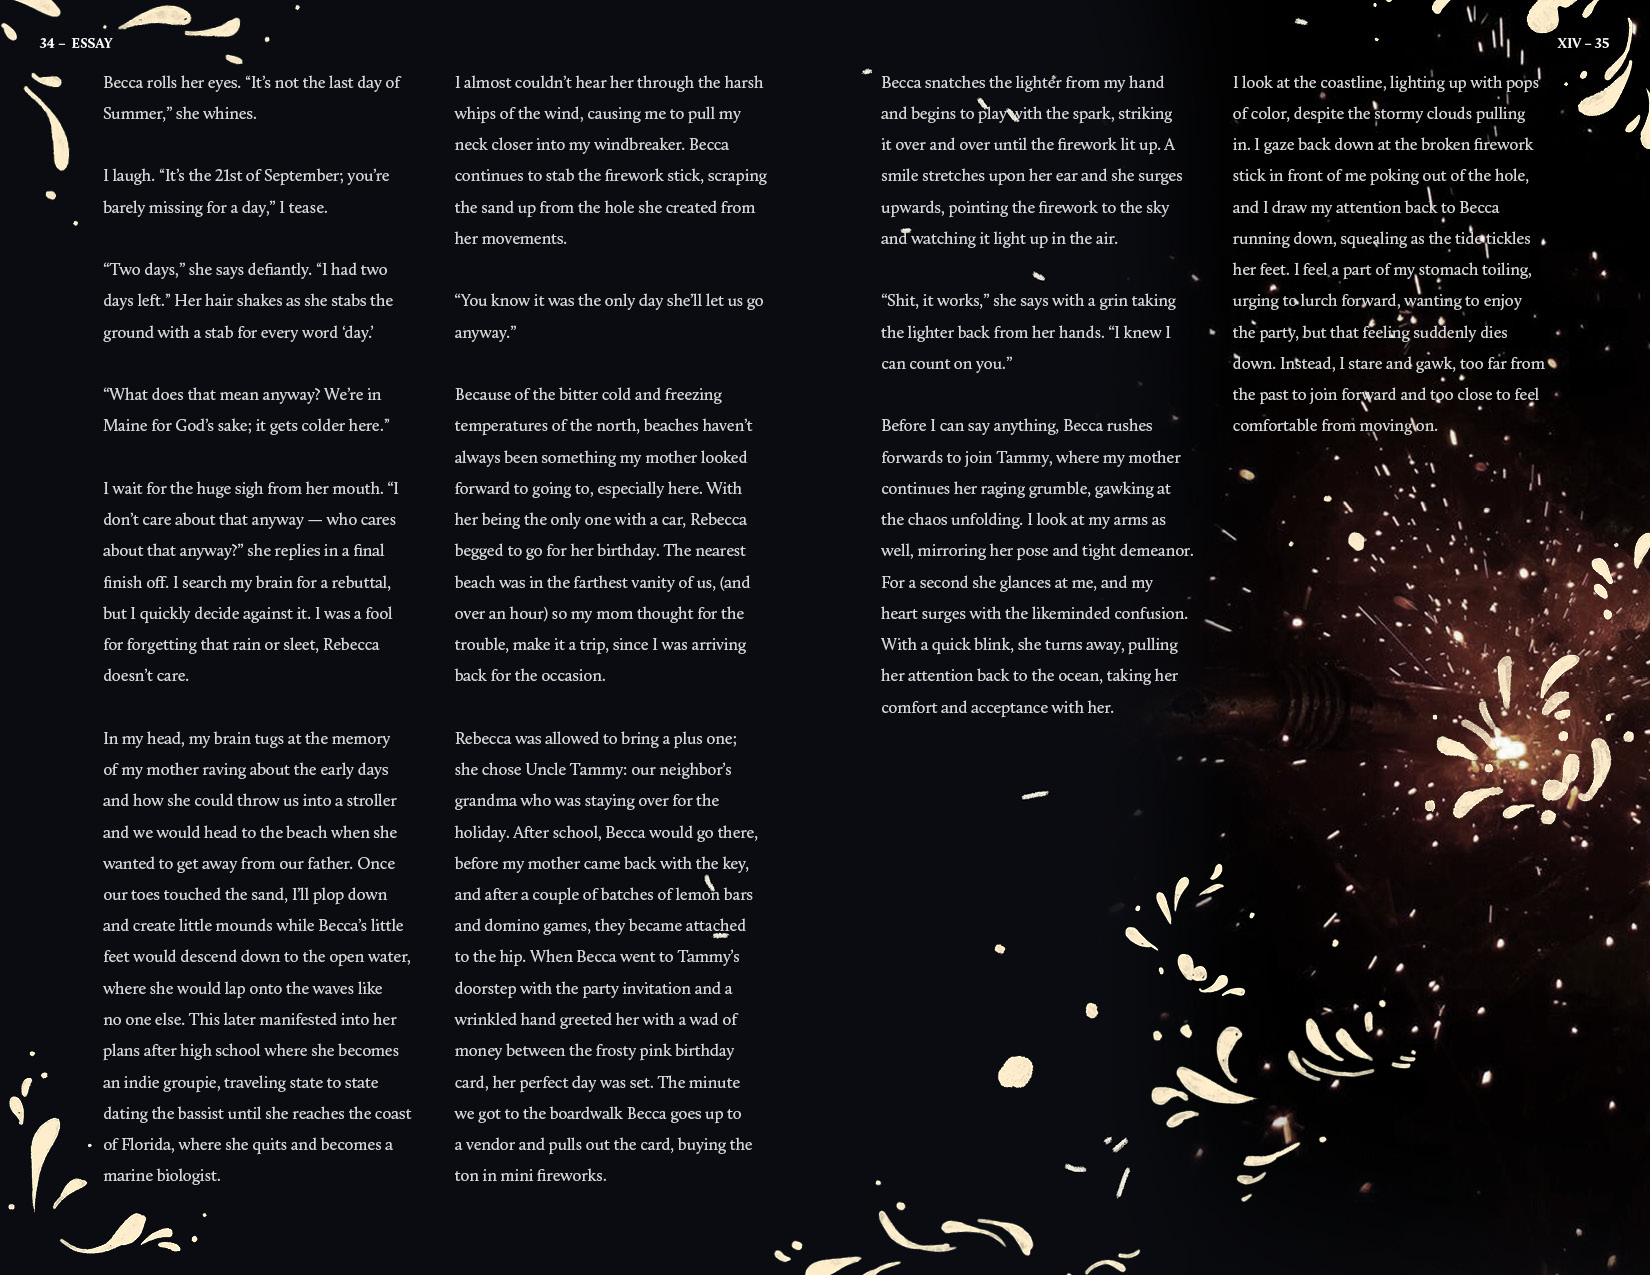 34 – ESSAY
XIV – 35
Becca rolls her eyes. “It’s not the last day of
Summer,” she whines.
I laugh. “It’s the 21st of September; you’re
barely missing for a day,” I tease.
“Two days,” she says defiantly. “I had two
days left.” Her hair shakes as she stabs the
ground with a stab for every word ‘day.’
“What does that mean anyway? We’re in
Maine for God’s sake; it gets colder here.”
I wait for the huge sigh from her mouth. “I
don’t care about that anyway — who cares
about that anyway?” she replies in a final
finish off. I search my brain for a rebuttal,
but I quickly decide against it. I was a fool
for forgetting that rain or sleet, Rebecca
doesn’t care.
In my head, my brain tugs at the memory
of my mother raving about the early days
and how she could throw us into a stroller
and we would head to the beach when she
wanted to get away from our father. Once
our toes touched the sand, I’ll plop down
and create little mounds while Becca’s little
feet would descend down to the open water,
where she would lap onto the waves like
no one else. This later manifested into her
plans after high school where she becomes
an indie groupie, traveling state to state
dating the bassist until she reaches the coast
of Florida, where she quits and becomes a
marine biologist.
I almost couldn’t hear her through the harsh
whips of the wind, causing me to pull my
neck closer into my windbreaker. Becca
continues to stab the firework stick, scraping
the sand up from the hole she created from
her movements.
“You know it was the only day she’ll let us go
anyway.”
Because of the bitter cold and freezing
temperatures of the north, beaches haven’t
always been something my mother looked
forward to going to, especially here. With
her being the only one with a car, Rebecca
begged to go for her birthday. The nearest
beach was in the farthest vanity of us, (and
over an hour) so my mom thought for the
trouble, make it a trip, since I was arriving
back for the occasion.
Rebecca was allowed to bring a plus one;
she chose Uncle Tammy: our neighbor’s
grandma who was staying over for the
holiday. After school, Becca would go there,
before my mother came back with the key,
and after a couple of batches of lemon bars
and domino games, they became attached
to the hip. When Becca went to Tammy’s
doorstep with the party invitation and a
wrinkled hand greeted her with a wad of
money between the frosty pink birthday
card, her perfect day was set. The minute
we got to the boardwalk Becca goes up to
a vendor and pulls out the card, buying the
ton in mini fireworks.
Becca snatches the lighter from my hand
and begins to play with the spark, striking
it over and over until the firework lit up. A
smile stretches upon her ear and she surges
upwards, pointing the firework to the sky
and watching it light up in the air.
“Shit, it works,” she says with a grin taking
the lighter back from her hands. “I knew I
can count on you.”
Before I can say anything, Becca rushes
forwards to join Tammy, where my mother
continues her raging grumble, gawking at
the chaos unfolding. I look at my arms as
well, mirroring her pose and tight demeanor.
For a second she glances at me, and my
heart surges with the likeminded confusion.
With a quick blink, she turns away, pulling
her attention back to the ocean, taking her
comfort and acceptance with her.
I look at the coastline, lighting up with pops
of color, despite the stormy clouds pulling
in. I gaze back down at the broken firework
stick in front of me poking out of the hole,
and I draw my attention back to Becca
running down, squealing as the tide tickles
her feet. I feel a part of my stomach toiling,
urging to lurch forward, wanting to enjoy
the party, but that feeling suddenly dies
down. Instead, I stare and gawk, too far from
the past to join forward and too close to feel
comfortable from moving on.